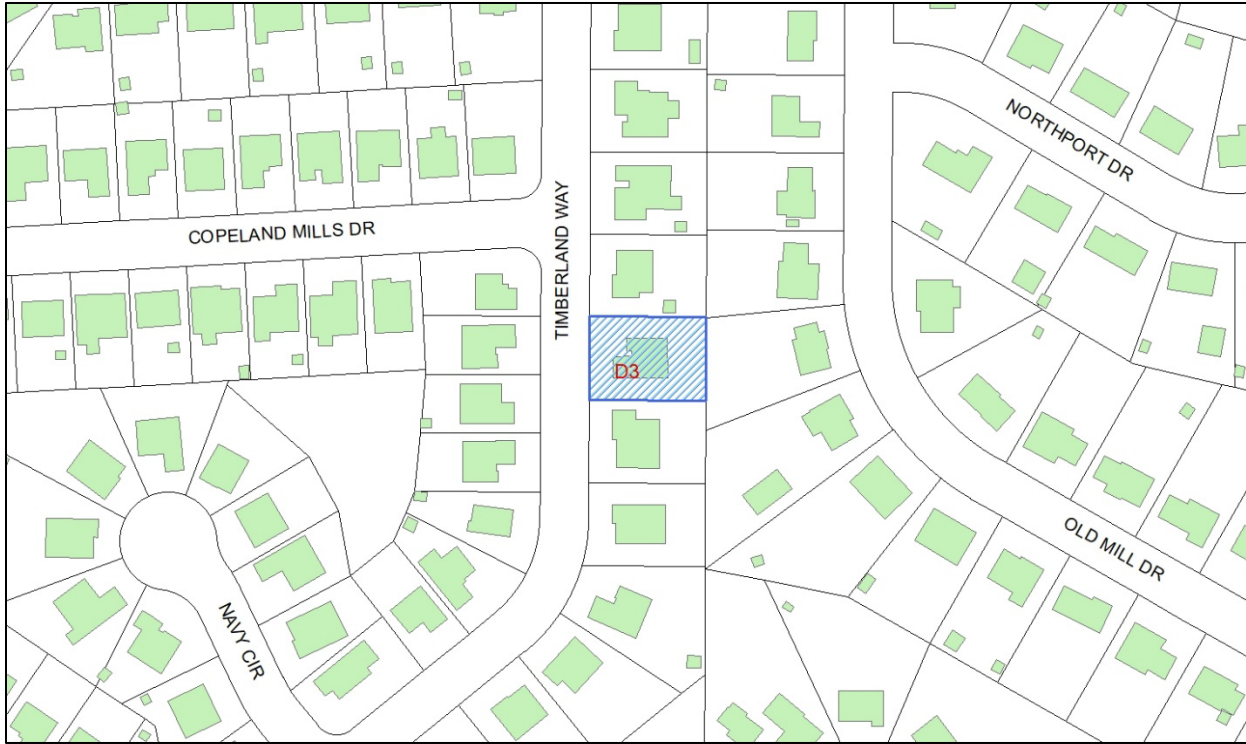 NORTHPORT DR
COPELAND MILLS DR
TIMBERLAND WAY
D3
OLD MILL DR
NAVY CIR